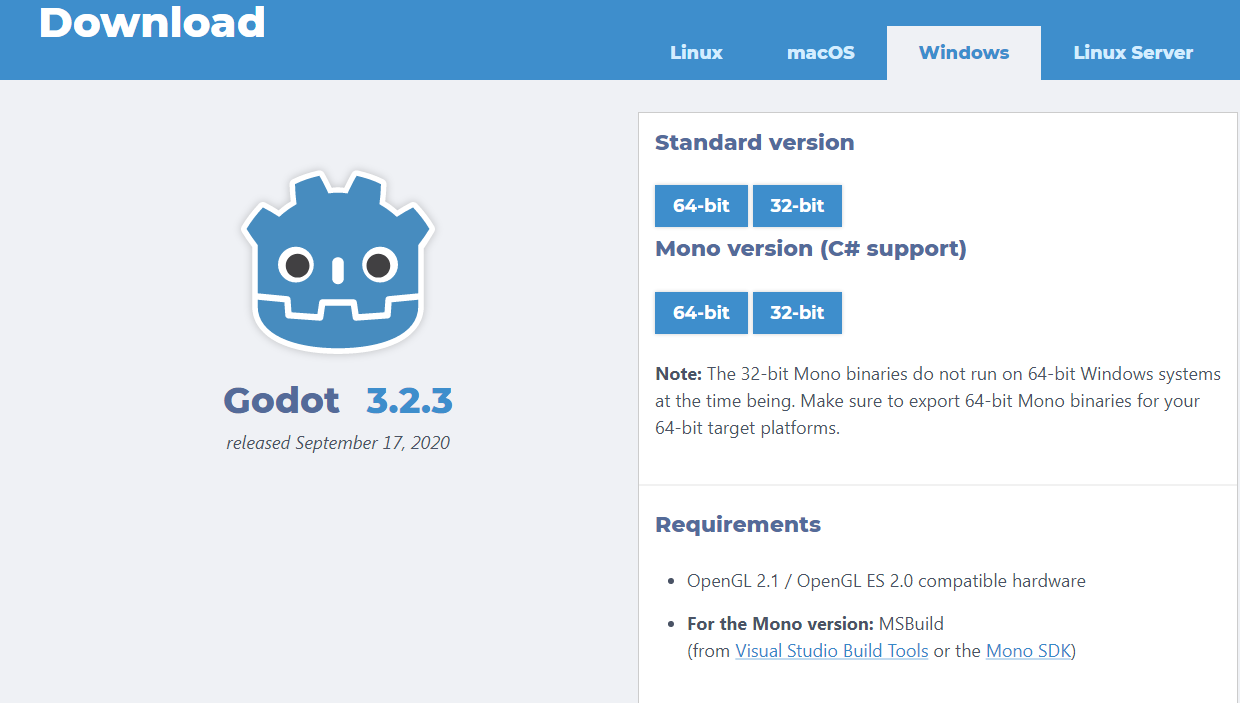 Download
Linux
macOS
Windows
Linux Server
Standard version
64-bit
32-bit
Mono version (C# support)
64-bit
32-bit
Note: The 32-bit Mono binaries do not run on 64-bit Windows systems
at the time being. Make sure to export 64-bit Mono binaries for your
64-bit target platforms.
Godot 3.2.3
released September 17, 2020
Requirements
OpenGL 2.1 / OpenGL ES 2.0 compatible hardware
For the Mono version: MSBuild
(from Visual Studio Build Tools or the Mono SDK)